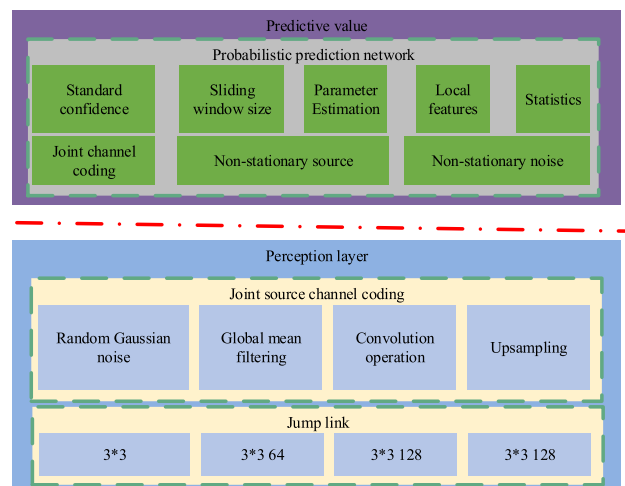 Predictive value
Probabilistic prediction network
Standard
confidence
Sliding
window size
Parameter
Estimation
Local
features
Statistics
Joint channel
coding
Non-stationary source
Non-stationary noise
Perception layer
Joint source channel coding
Random Gaussian
noise
Global mean
filtering
Convolution
operation
Upsampling
Jump link
3*3
3*3 64
3*3 128
3*3 128